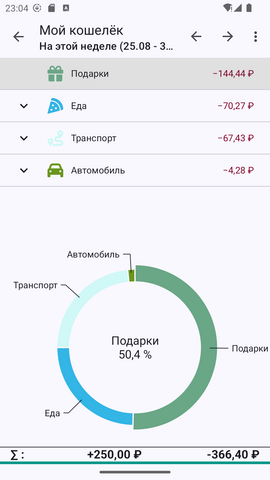 23:04
Мой кошелёк
На этой неделе (25.08 - 3...
Подарки −144,44 ₽
Еда −70,27 ₽
Транспорт −67,43 ₽
Автомобиль −4,28 ₽
Автомобиль
Транспорт
Подарки
50,4 %
Подарки
Еда
∑ : +250,00 ₽ -366,40 ₽